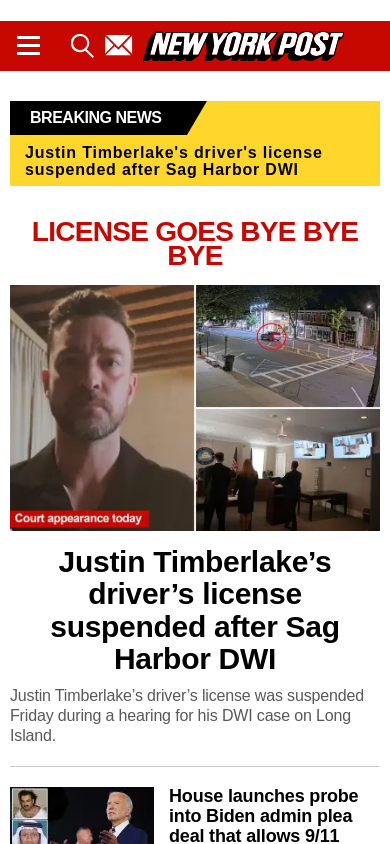 NEW YORK POST
BREAKING NEWS
Justin Timberlake's driver's license
suspended after Sag Harbor DWI
LICENSE GOES BYE BYE
BYE
Court appearance today
Justin Timberlake’s
driver’s license
suspended after Sag
Harbor DWI
Justin Timberlake’s driver’s license was suspended
Friday during a hearing for his DWI case on Long
Island.
House launches probe
into Biden admin plea
deal that allows 9/11